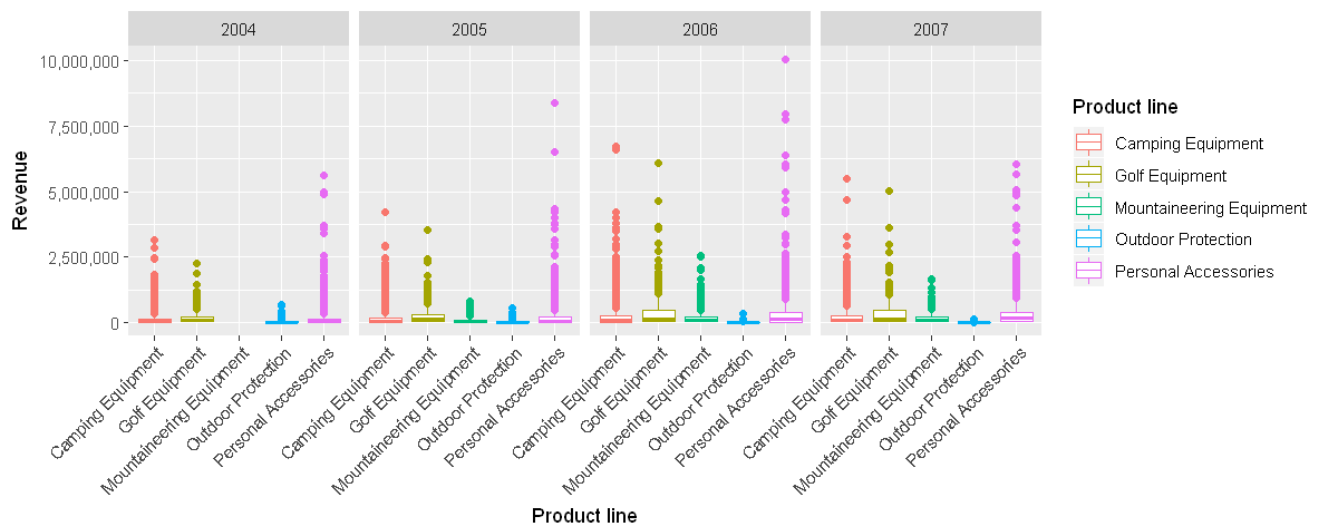 2004 2005 2006 2007
10,000,000
7,500,000
5,000,000
2,500,000
0
Revenue
Camping Equipment
Golf Equipment
Mountaineering Equipment
Outdoor Protection
Personal Accessories
Camping Equipment
Golf Equipment
Mountaineering Equipment
Outdoor Protection
Personal Accessories
Camping Equipment
Golf Equipment
Mountaineering Equipment
Outdoor Protection
Personal Accessories
Camping Equipment
Golf Equipment
Mountaineering Equipment
Outdoor Protection
Personal Accessories
Product line
Product line
Camping Equipment
Golf Equipment
Mountaineering Equipment
Outdoor Protection
Personal Accessories